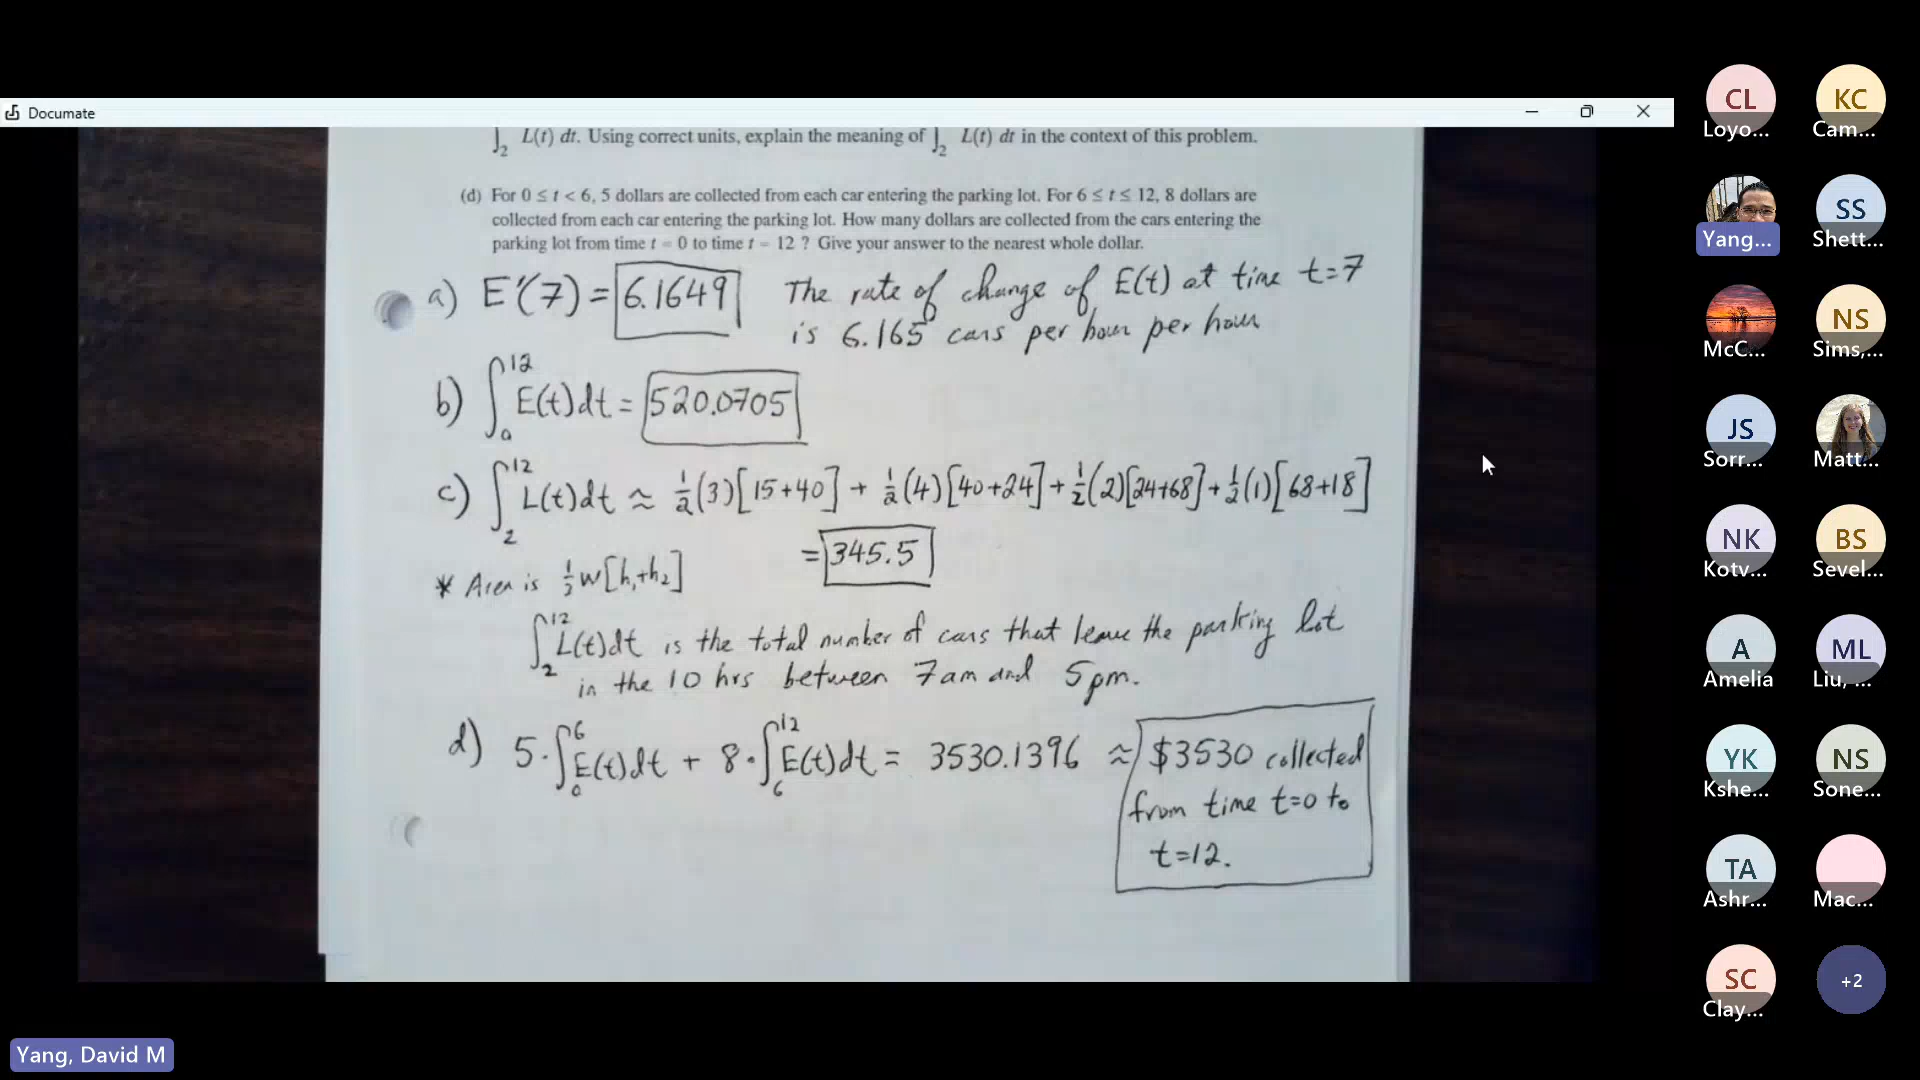 Documate
∫₂ L(t) dt. Using correct units, explain the meaning of ∫₂ L(t) dt in the context of this problem.
(d) For 0 ≤ t < 6, 5 dollars are collected from each car entering the parking lot. For 6 ≤ t ≤ 12, 8 dollars are
collected from each car entering the parking lot. How many dollars are collected from the cars entering the
parking lot from time t = 0 to time t = 12 ? Give your answer to the nearest whole dollar.
a) E'(7) = 6.1649 The rate of change of E(t) at time t=7
is 6.165 cars per hour per hour
b) ∫₀¹² E(t)dt = 520.0705
c) ∫₂¹² L(t)dt ≈ ½(3)[15+40] + ½(4)[40+24] + ½(2)[24+68] + ½(1)[68+18]
= 345.5
* Area is ½w[h₁+h₂]
∫₂¹² L(t)dt is the total number of cars that leave the parking lot
in the 10 hrs between 7am and 5pm.
d) 5·∫₀⁶ E(t)dt + 8·∫₆¹² E(t)dt = 3530.1396 ≈ $3530 collected
from time t=0 to
t=12.
CL
Loyo...
KC
Cam...
Yang...
SS
Shett...
McC...
NS
Sims,...
JS
Sorr...
Matt...
NK
Kotv...
BS
Sevel...
A
Amelia
ML
Liu, ...
YK
Kshe...
NS
Sone...
TA
Ashr...
Mac...
SC
Clay...
+2
Yang, David M